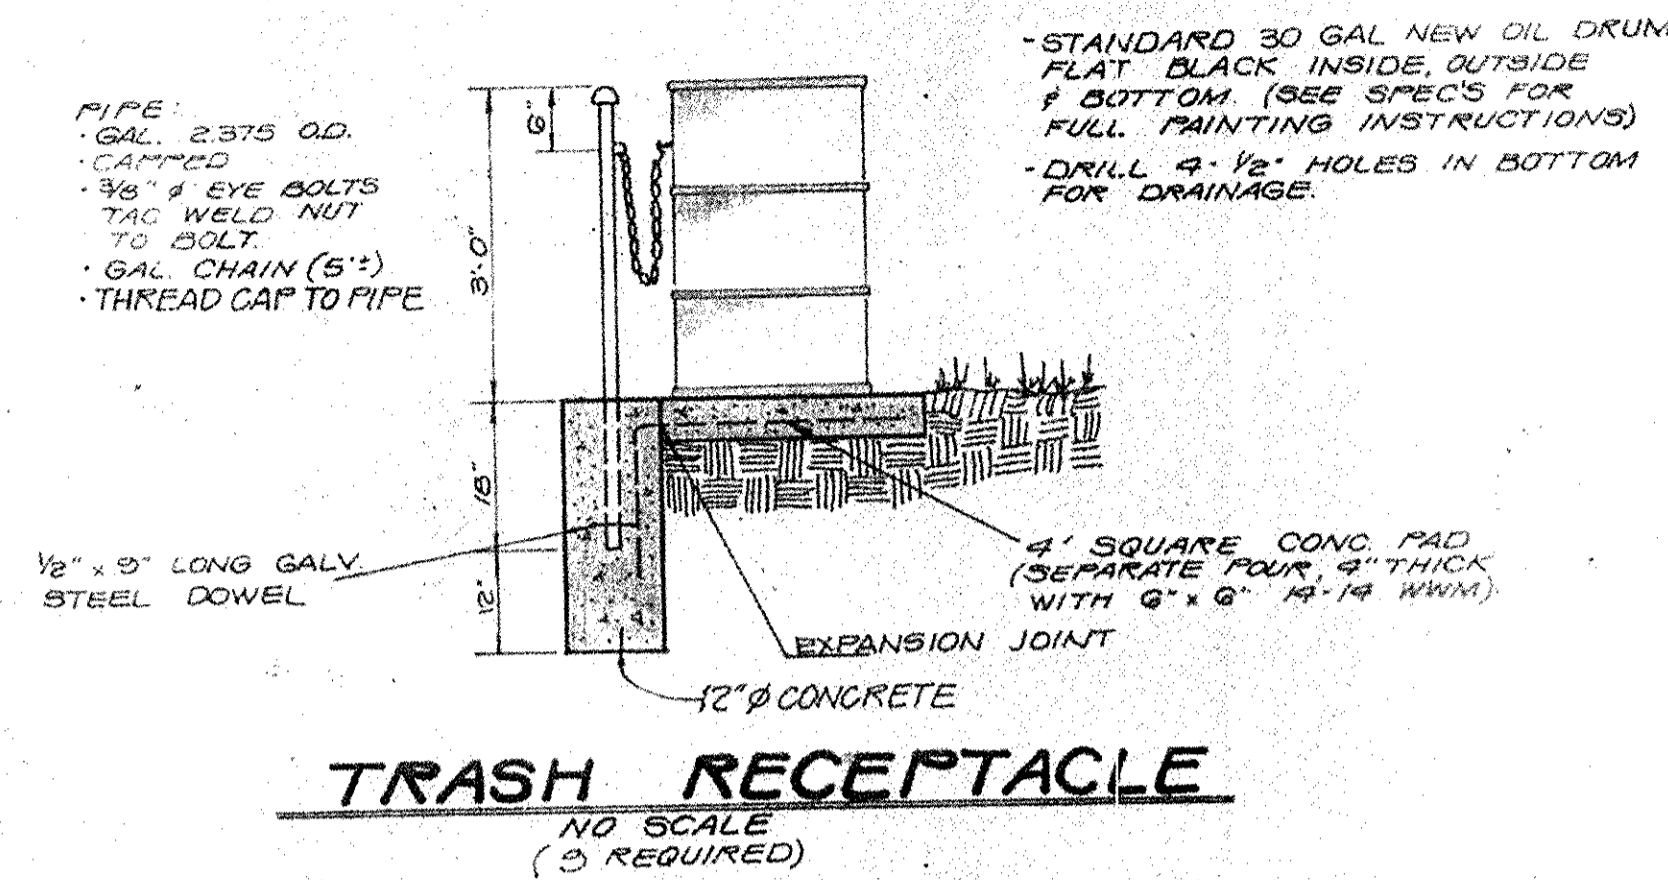 PIPE:
· GAL. 2.375 O.D.
· CAPPED
· 3/8" ϕ EYE BOLTS
TAC WELD NUT
TO BOLT.
· GAL. CHAIN (5'±)
· THREAD CAP TO PIPE
6"
3'-0"
18"
12"
- STANDARD 30 GAL NEW OIL DRUM
FLAT BLACK INSIDE, OUTSIDE
& BOTTOM. (SEE SPEC'S FOR
FULL PAINTING INSTRUCTIONS)
- DRILL 4 - 1/2" HOLES IN BOTTOM
FOR DRAINAGE.
1/2" x 9" LONG GALV.
STEEL DOWEL
4' SQUARE CONC. PAD
(SEPARATE POUR, 4" THICK
WITH 6" x 6" 14-14 WWM)
EXPANSION JOINT
12" ϕ CONCRETE
TRASH RECEPTACLE
NO SCALE
(9 REQUIRED)